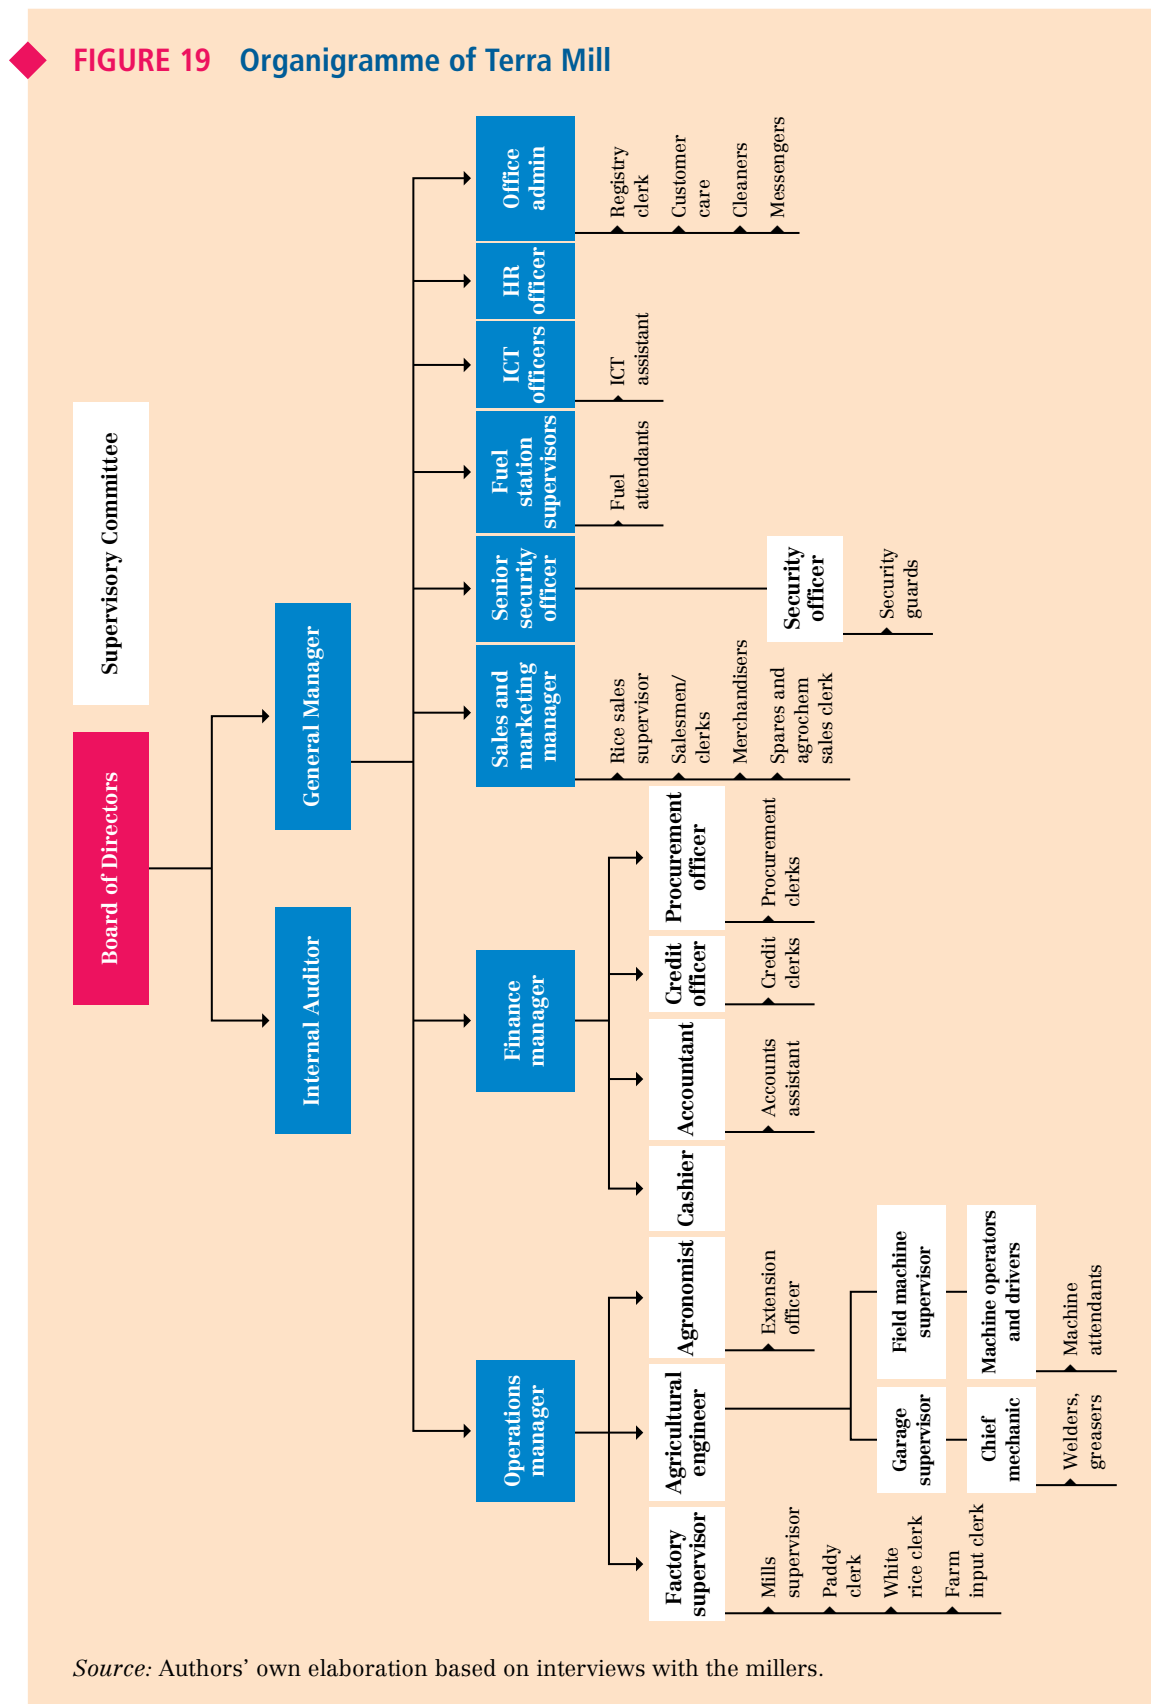 FIGURE 19 Organigramme of Terra Mill
Board of Directors
Supervisory Committee
Internal Auditor
General Manager
Operations
manager
Finance
manager
Sales and
marketing
manager
Senior
security
officer
Fuel
station
supervisors
ICT
officers
HR
officer
Office
admin
Factory
supervisor
Agricultural
engineer
Agronomist
Cashier
Accountant
Credit
officer
Procurement
officer
Mills
supervisor
Paddy
clerk
White
rice clerk
Farm
input clerk
Garage
supervisor
Chief
mechanic
Welders,
greasers
Field machine
supervisor
Machine operators
and drivers
Machine
attendants
Extension
officer
Accounts
assistant
Credit
clerks
Procurement
clerks
Rice sales
supervisor
Salesmen/
clerks
Merchandisers
Spares and
agrochem
sales clerk
Security
officer
Security
guards
Fuel
attendants
ICT
assistant
Registry
clerk
Customer
care
Cleaners
Messengers
Source: Authors' own elaboration based on interviews with the millers.